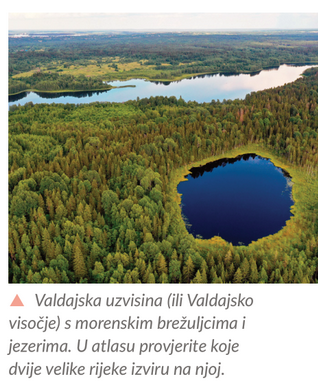 ▲ Valdajska uzvisina (ili Valdajsko
visočje) s morenskim brežuljcima i
jezerima. U atlasu provjerite koje
dvije velike rijeke izviru na njoj.